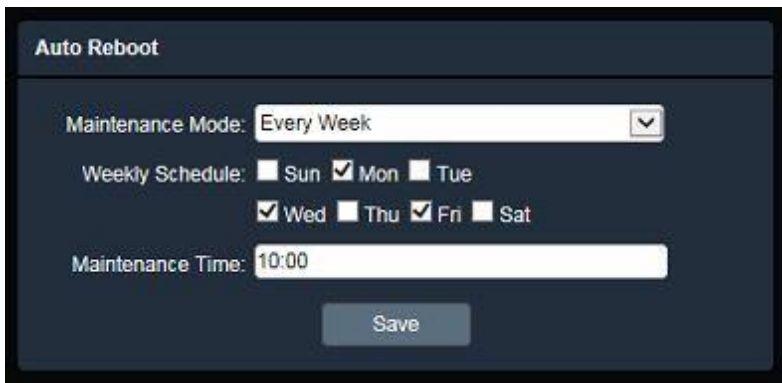 Auto Reboot
Maintenance Mode: Every Week
Weekly Schedule: Sun Mon Tue
Wed Thu Fri Sat
Maintenance Time: 10:00
Save